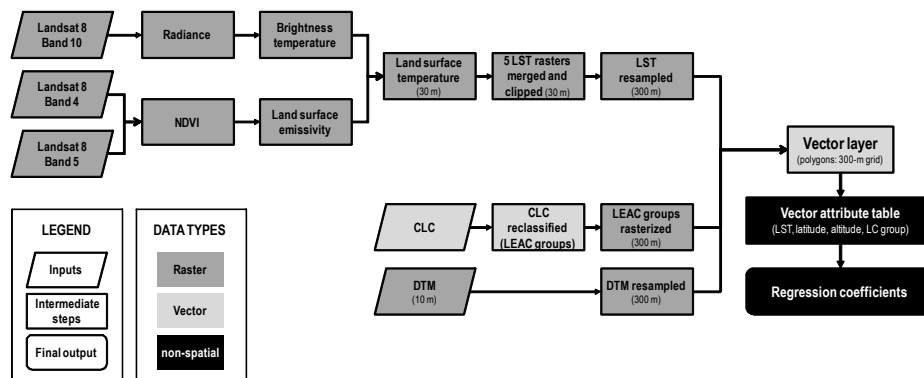 Landsat 8
Band 10
Radiance
Brightness
temperature
Landsat 8
Band 4
Landsat 8
Band 5
NDVI
Land surface
emissivity
Land surface
temperature
(30 m)
5 LST rasters
merged and
clipped (30 m)
LST
resampled
(300 m)
Vector layer
(polygons: 300-m grid)
CLC
CLC
reclassified
(LEAC groups)
LEAC groups
rasterized
(300 m)
Vector attribute table
(LST, latitude, altitude, LC group)
DTM
(10 m)
DTM resampled
(300 m)
Regression coefficients
LEGEND
Inputs
Intermediate
steps
Final output
DATA TYPES
Raster
Vector
non-spatial